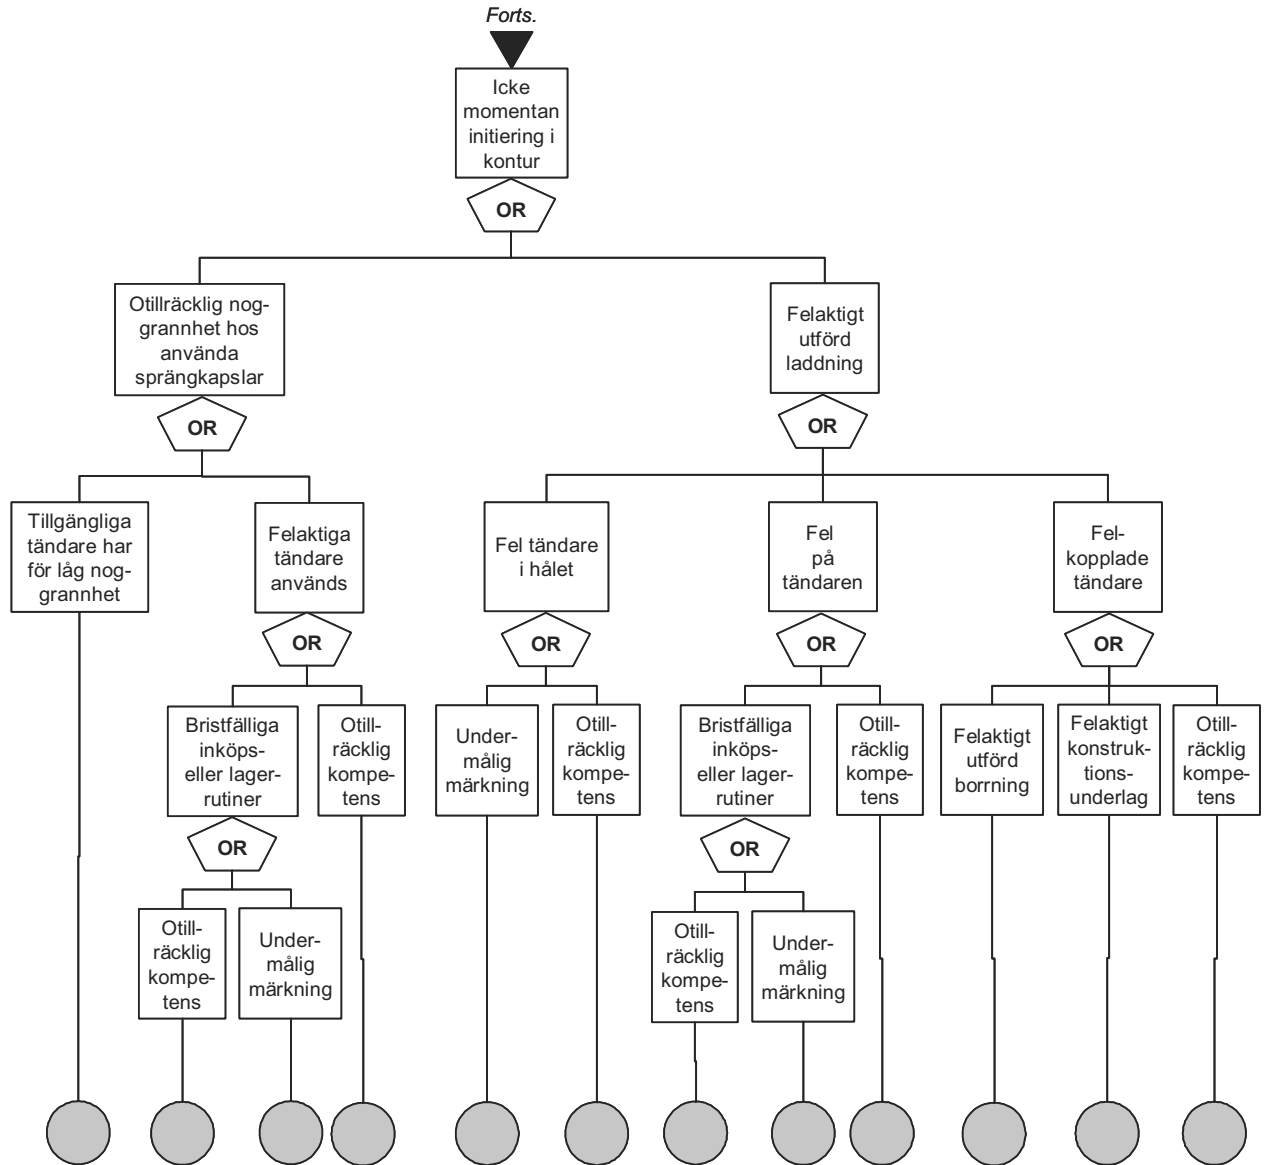 Forts.
Icke
momentan
initiering i
kontur
OR
Otillräcklig nog-
grannhet hos
använda
sprängkapslar
Felaktigt
utförd
laddning
OR
OR
Tillgängliga
tändare har
för låg nog-
grannhet
Felaktiga
tändare
används
Fel tändare
i hålet
Fel
på
tändaren
Fel-
kopplade
tändare
OR
OR
OR
OR
Bristfälliga
inköps-
eller lager-
rutiner
Otill-
räcklig
kompe-
tens
Under-
målig
märkning
Otill-
räcklig
kompe-
tens
Bristfälliga
inköps-
eller lager-
rutiner
Otill-
räcklig
kompe-
tens
Felaktigt
utförd
borrning
Felaktigt
konstruk-
tions-
underlag
Otill-
räcklig
kompe-
tens
OR
OR
Otill-
räcklig
kompe-
tens
Under-
målig
märkning
Otill-
räcklig
kompe-
tens
Under-
målig
märkning